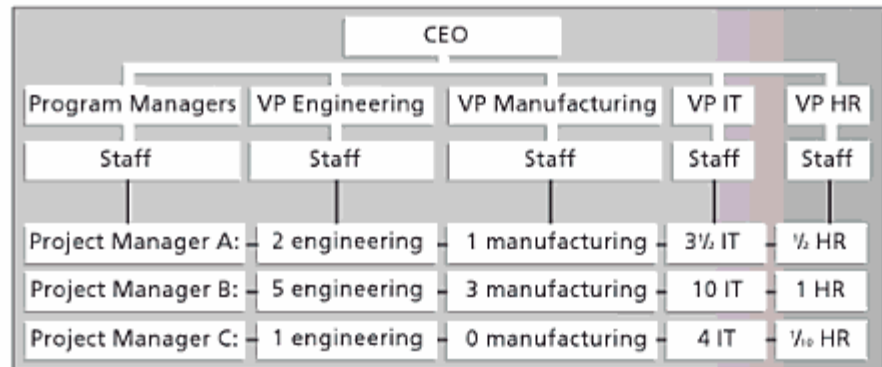 CEO
Program Managers VP Engineering VP Manufacturing VP IT VP HR
Staff Staff Staff Staff Staff
Project Manager A: 2 engineering 1 manufacturing 3½ IT ½ HR
Project Manager B: 5 engineering 3 manufacturing 10 IT 1 HR
Project Manager C: 1 engineering 0 manufacturing 4 IT 1/10 HR